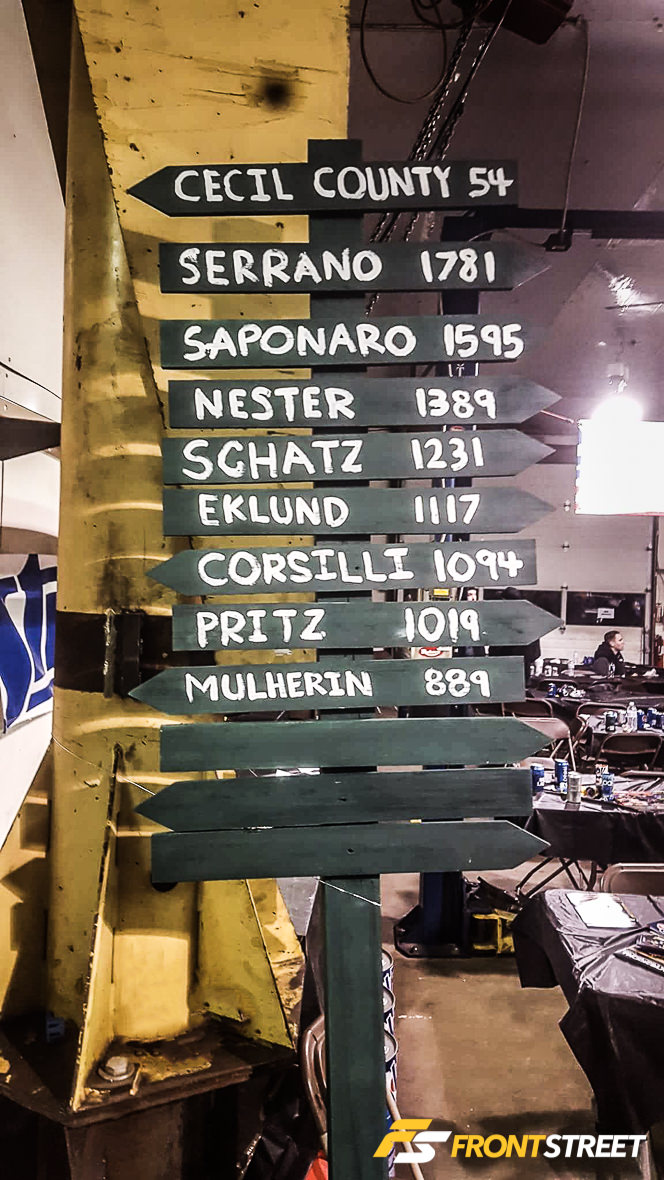 CECIL COUNTY 54
SERRANO 1781
SAPONARO 1595
NESTER 1389
SCHATZ 1231
EKLUND 1117
CORSILLI 1094
PRITZ 1019
MULHERIN 889
FS FRONTSTREET